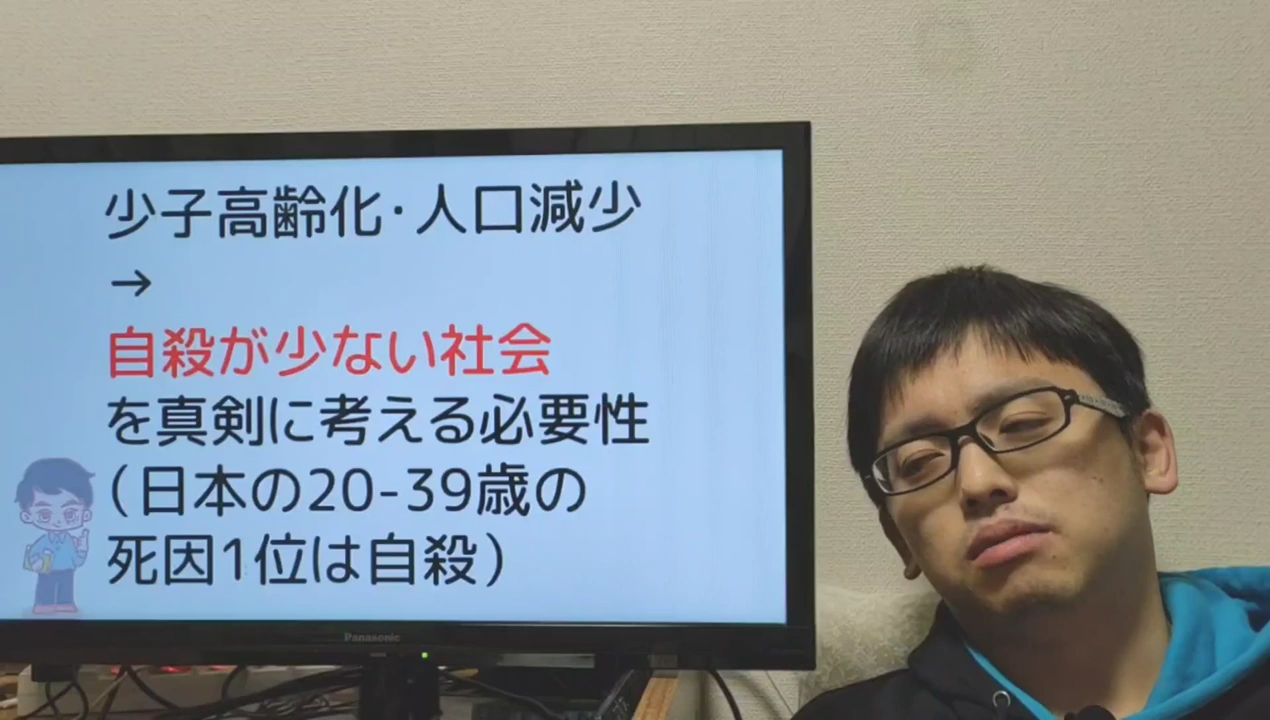 少子高齢化・人口減少
→
自殺が少ない社会
を真剣に考える必要性
(日本の20-39歳の
死因1位は自殺)
Panasonic